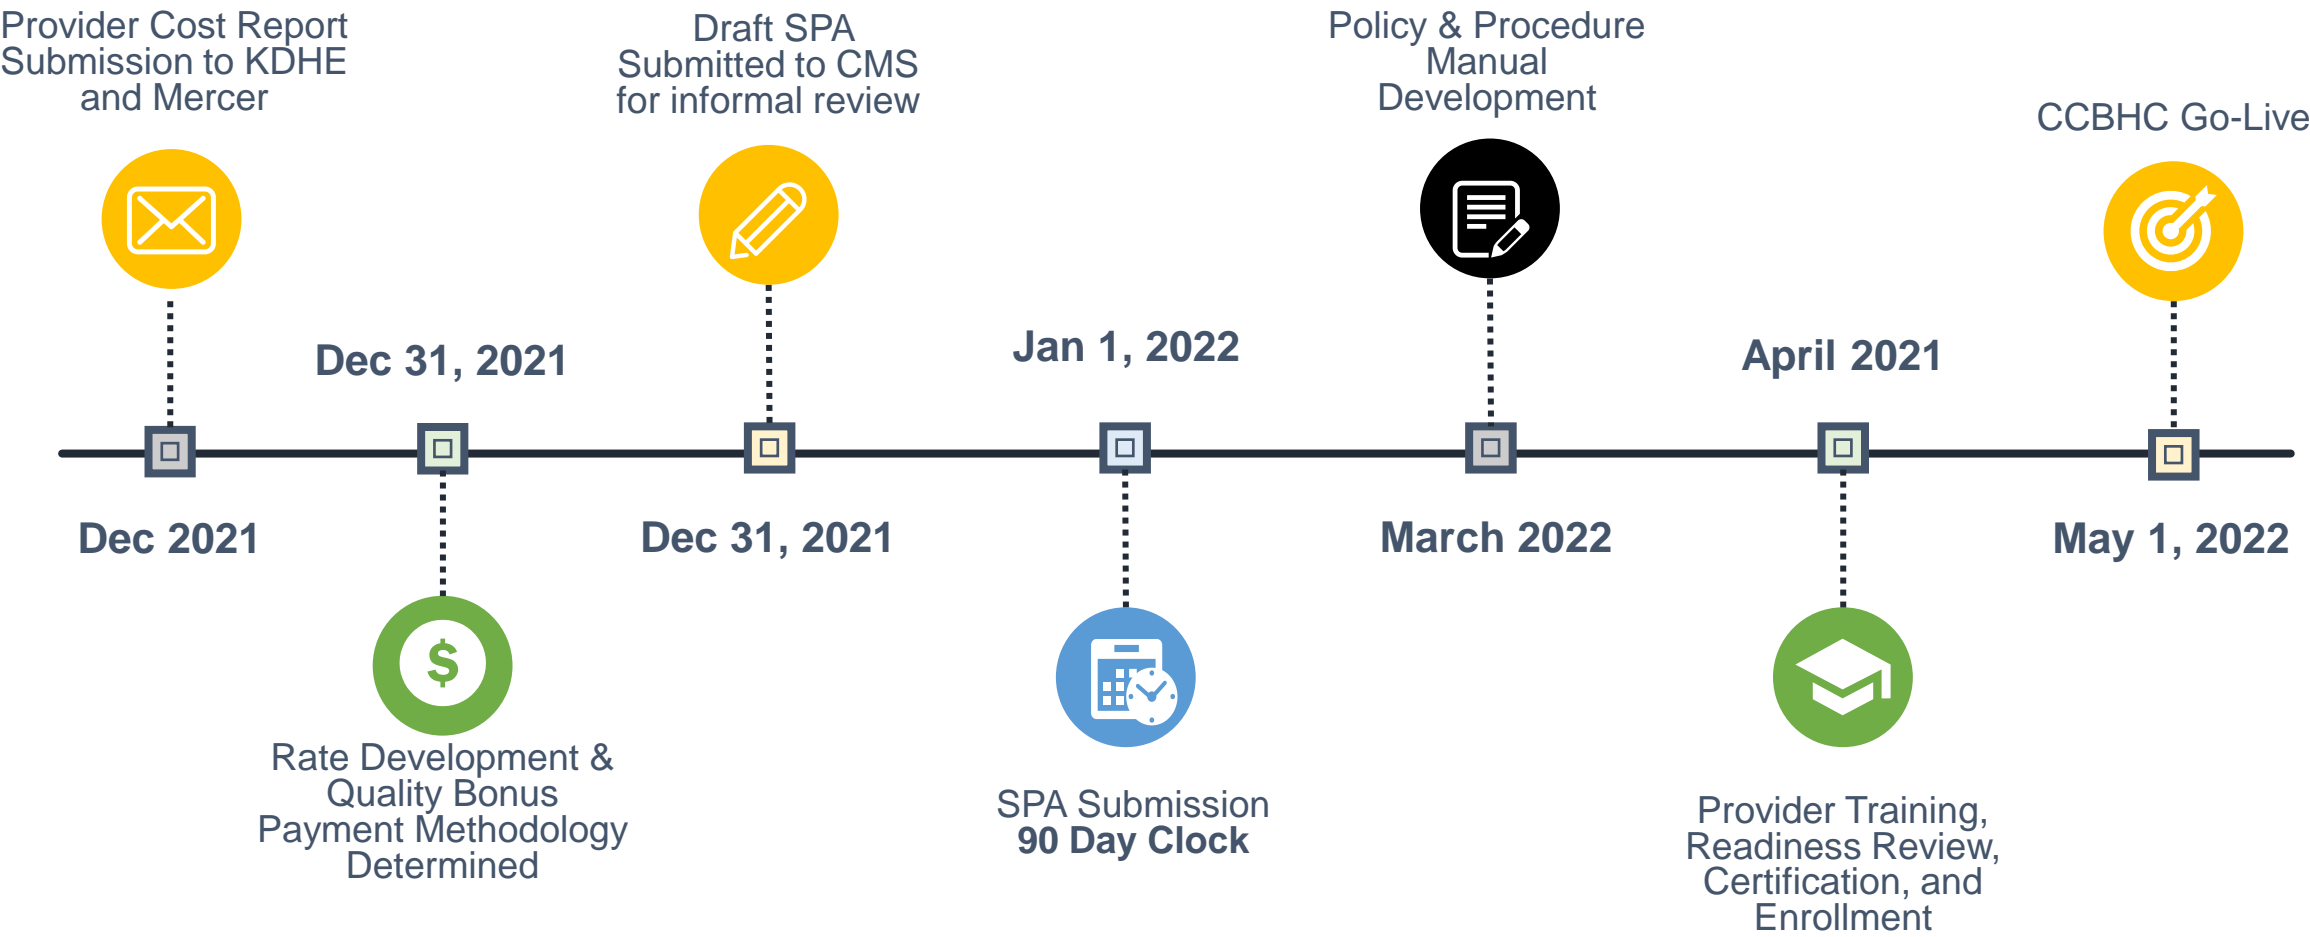 Provider Cost Report
Submission to KDHE
and Mercer
Dec 2021
Dec 31, 2021
$
Rate Development &
Quality Bonus
Payment Methodology
Determined
Draft SPA
Submitted to CMS
for informal review
Dec 31, 2021
Jan 1, 2022
SPA Submission
90 Day Clock
Policy & Procedure
Manual
Development
March 2022
April 2021
Provider Training,
Readiness Review,
Certification, and
Enrollment
CCBHC Go-Live
May 1, 2022